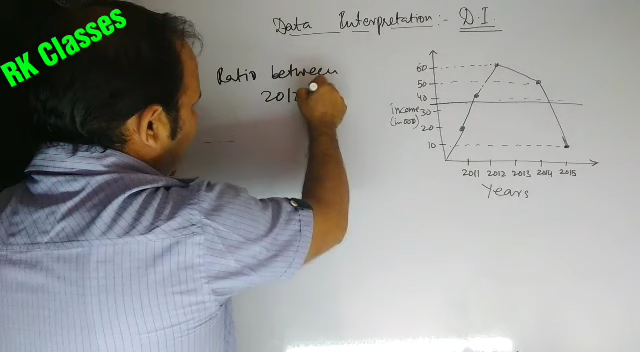 RK Classes
Data Interpretation :- D.I.
Ratio between
60
50
40
income
30
(in 000)
20
10
2011 2012 2013 2014 2015
Years